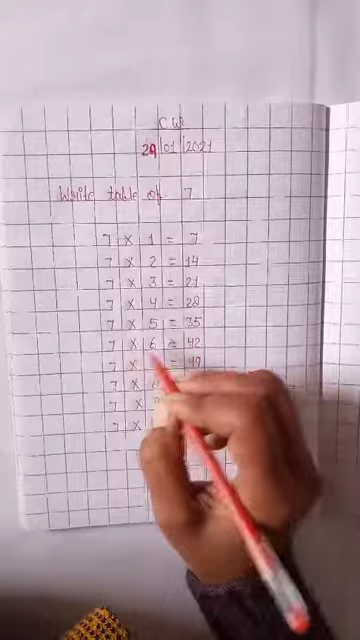 C W
29|01|2021
Write table of 7
7 x 1 = 7
7 x 2 = 14
7 x 3 = 21
7 x 4 = 28
7 x 5 = 35
7 x 6 = 42
7 x = 49
7 x
7 x
7 x